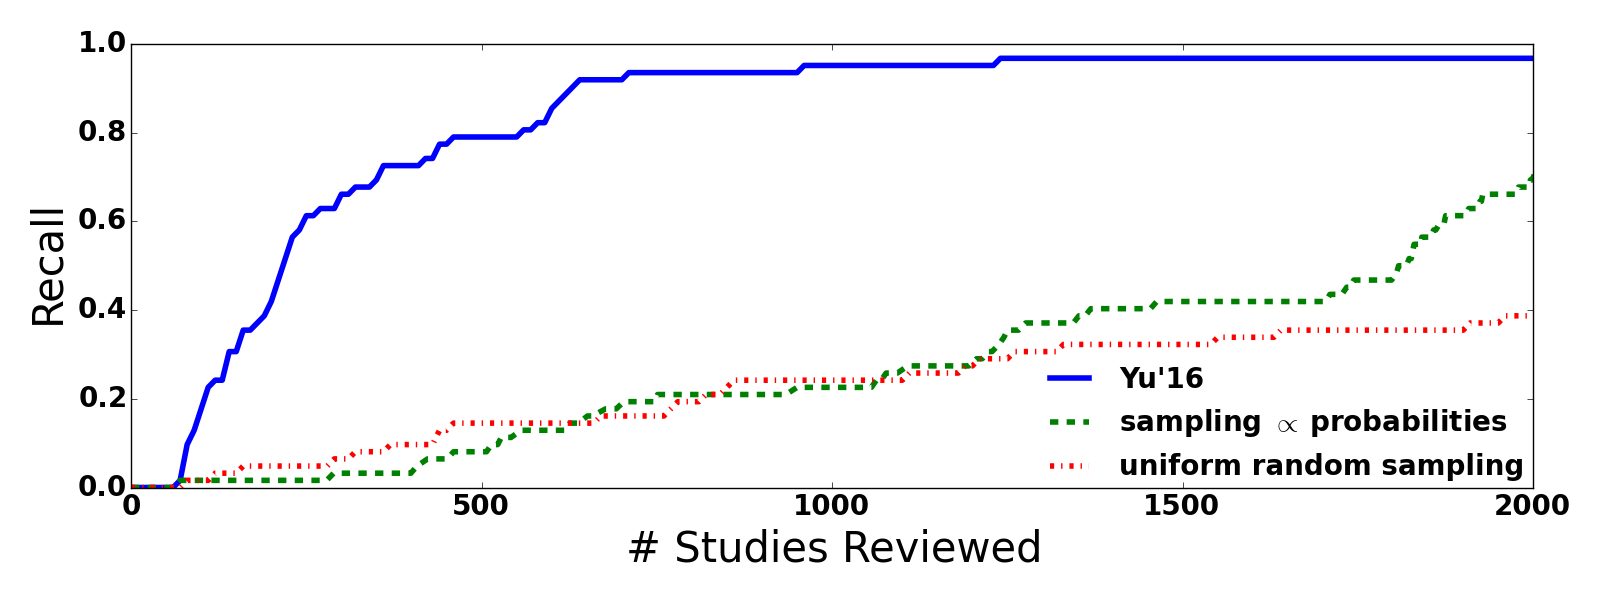 1.0
0.8
0.6
0.4
0.2
0.0
Recall
0 500 1000 1500 2000
# Studies Reviewed
Yu'16
sampling ∝ probabilities
uniform random sampling